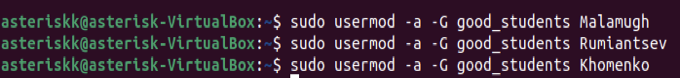 asteriskk@asterisk-VirtualBox:~$ sudo usermod -a -G good_students Malamugh
asteriskk@asterisk-VirtualBox:~$ sudo usermod -a -G good_students Rumiantsev
asteriskk@asterisk-VirtualBox:~$ sudo usermod -a -G good_students Khomenko